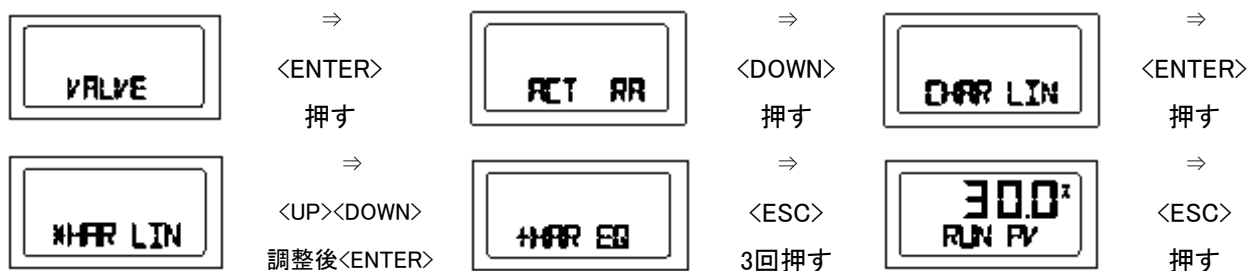 ⇒ ⇒ ⇒
VALVE <ENTER> ACT RA <DOWN> CHAR LIN <ENTER>
押す 押す 押す
⇒ ⇒ ⇒
*HAR LIN <UP><DOWN> +HAR EQ <ESC> 30.0% RUN PV <ESC>
調整後<ENTER> 3回押す 押す